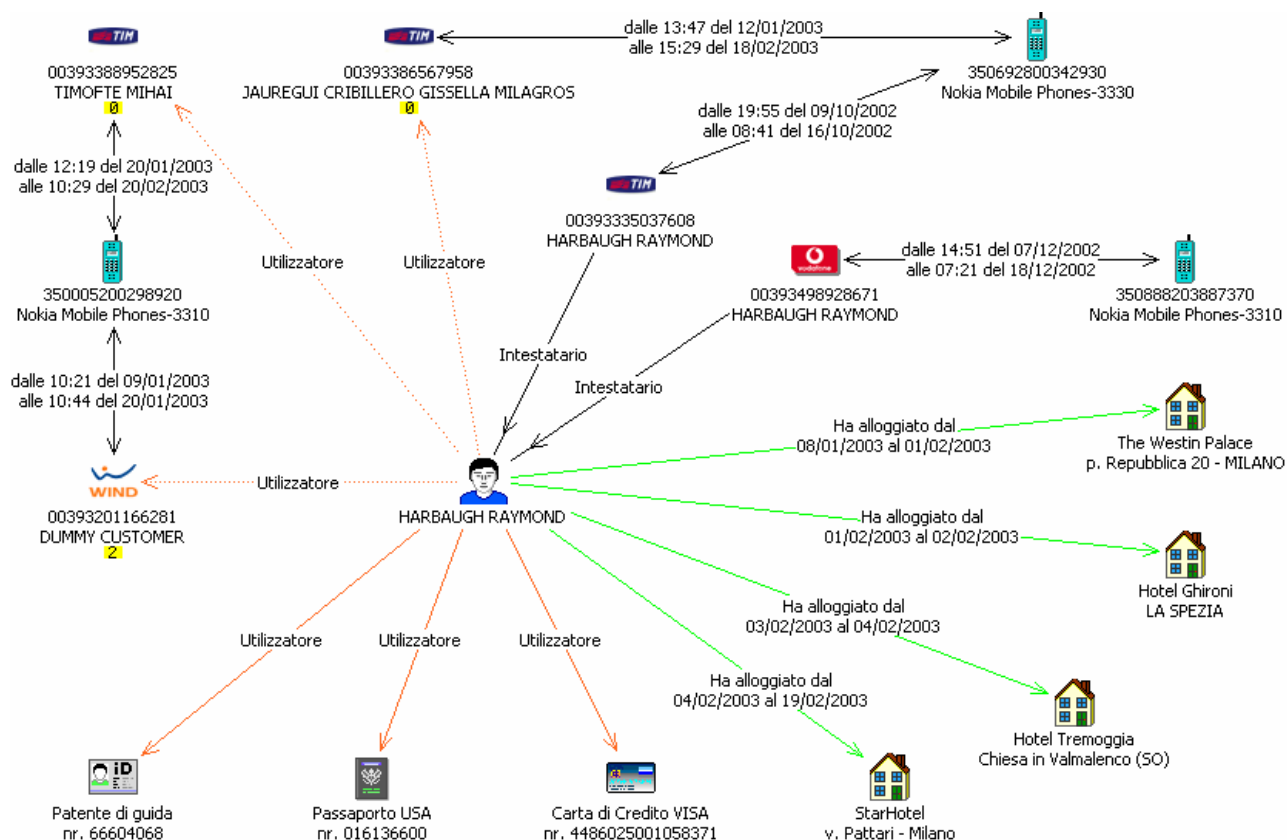 TIM
00393388952825
TIMOFTE MIHAI
0
TIM
00393386567958
JAUREGUI CRIBILLERO GISSELLA MILAGROS
0
dalle 13:47 del 12/01/2003
alle 15:29 del 18/02/2003
350692800342930
Nokia Mobile Phones-3330
dalle 19:55 del 09/10/2002
alle 08:41 del 16/10/2002
dalle 12:19 del 20/01/2003
alle 10:29 del 20/02/2003
TIM
00393335037608
HARBAUGH RAYMOND
Utilizzatore
Utilizzatore
vodafone
00393498928671
HARBAUGH RAYMOND
dalle 14:51 del 07/12/2002
alle 07:21 del 18/12/2002
350888203887370
Nokia Mobile Phones-3310
350005200298920
Nokia Mobile Phones-3310
Intestatario
Intestatario
dalle 10:21 del 09/01/2003
alle 10:44 del 20/01/2003
WIND
00393201166281
DUMMY CUSTOMER
2
Utilizzatore
HARBAUGH RAYMOND
Ha alloggiato dal
08/01/2003 al 01/02/2003
The Westin Palace
p. Repubblica 20 - MILANO
Ha alloggiato dal
01/02/2003 al 02/02/2003
Hotel Ghironi
LA SPEZIA
Ha alloggiato dal
03/02/2003 al 04/02/2003
Hotel Tremoggia
Chiesa in Valmalenco (SO)
Ha alloggiato dal
04/02/2003 al 19/02/2003
StarHotel
v. Pattari - Milano
Utilizzatore
Utilizzatore
Utilizzatore
iD
Patente di guida
nr. 66604068
Passaporto USA
nr. 016136600
Carta di Credito VISA
nr. 4486025001058371